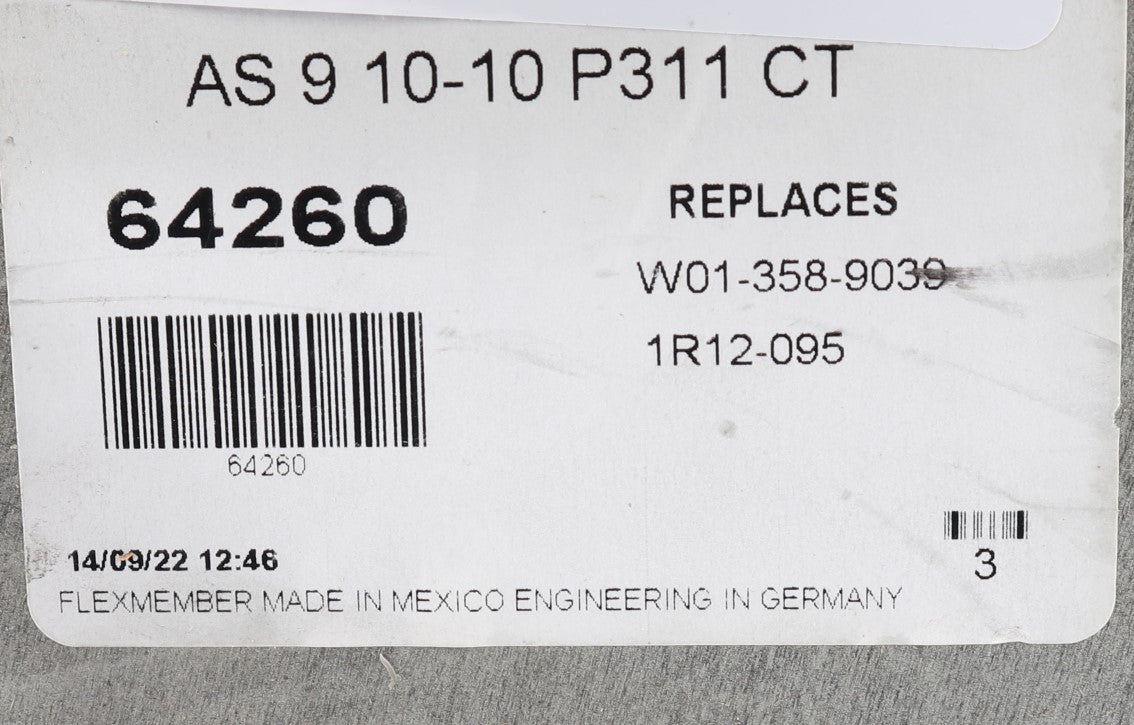 AS 9 10-10 P311 CT
64260
REPLACES
W01-358-9039
1R12-095
64260
3
14/09/22 12:46
FLEXMEMBER MADE IN MEXICO ENGINEERING IN GERMANY